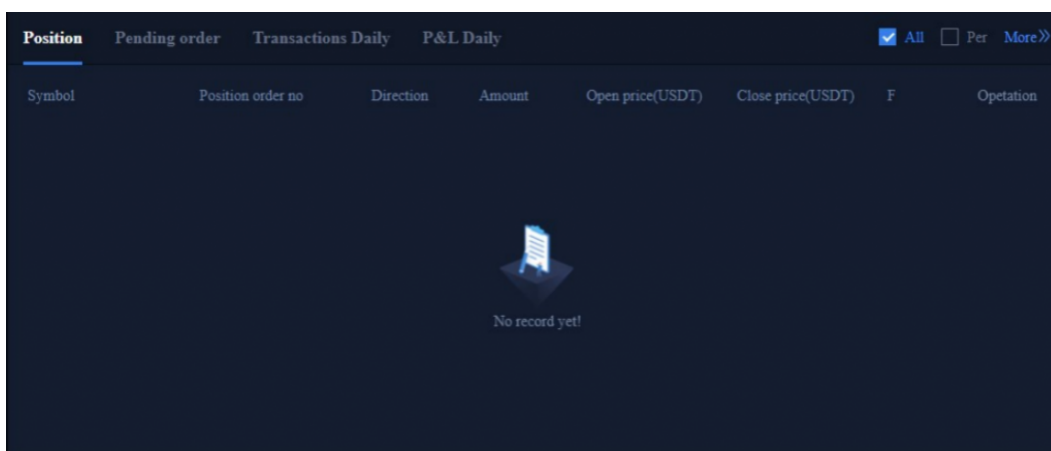 Position Pending order Transactions Daily P&L Daily All Per More»
Symbol Position order no Direction Amount Open price(USDT) Close price(USDT) F Opetation
No record yet!